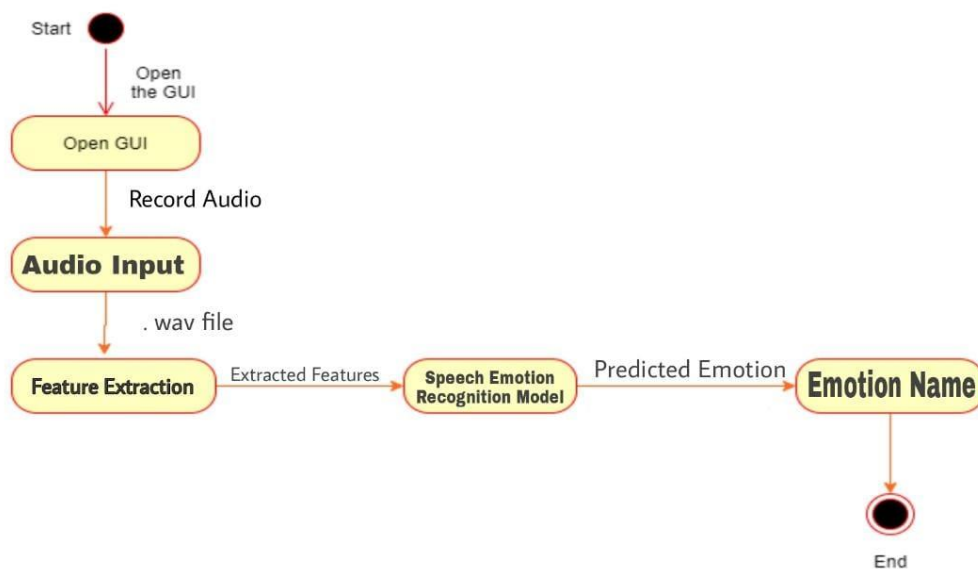 Start
Open
the GUI
Open GUI
Record Audio
Audio Input
. wav file
Feature Extraction
Extracted Features
Speech Emotion
Recognition Model
Predicted Emotion
Emotion Name
End